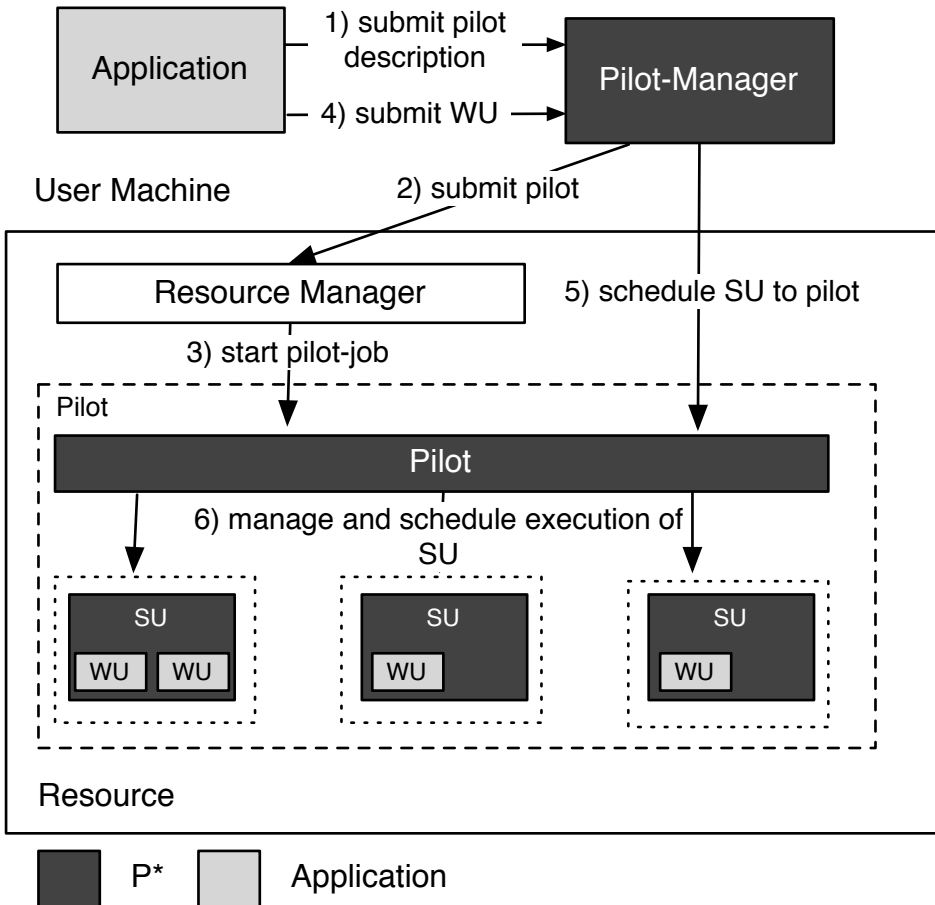 1) submit pilot
description
Application
Pilot-Manager
4) submit WU
User Machine
2) submit pilot
Resource Manager
5) schedule SU to pilot
3) start pilot-job
Pilot
Pilot
6) manage and schedule execution of
SU
SU
SU
SU
WU
WU
WU
WU
Resource
P*
Application